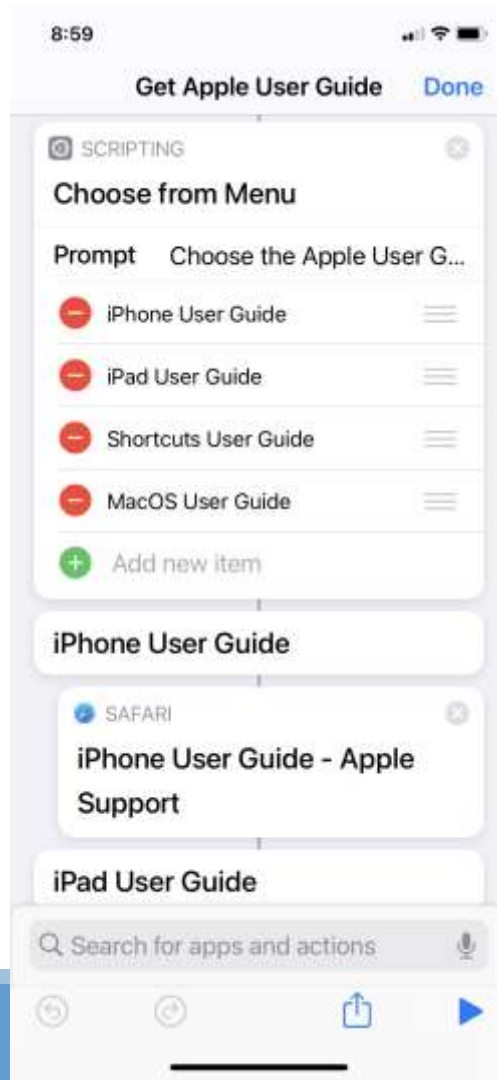 8:59
Get Apple User Guide Done
SCRIPTING
Choose from Menu
Prompt Choose the Apple User G...
iPhone User Guide
iPad User Guide
Shortcuts User Guide
MacOS User Guide
Add new item
iPhone User Guide
SAFARI
iPhone User Guide - Apple
Support
iPad User Guide
Search for apps and actions